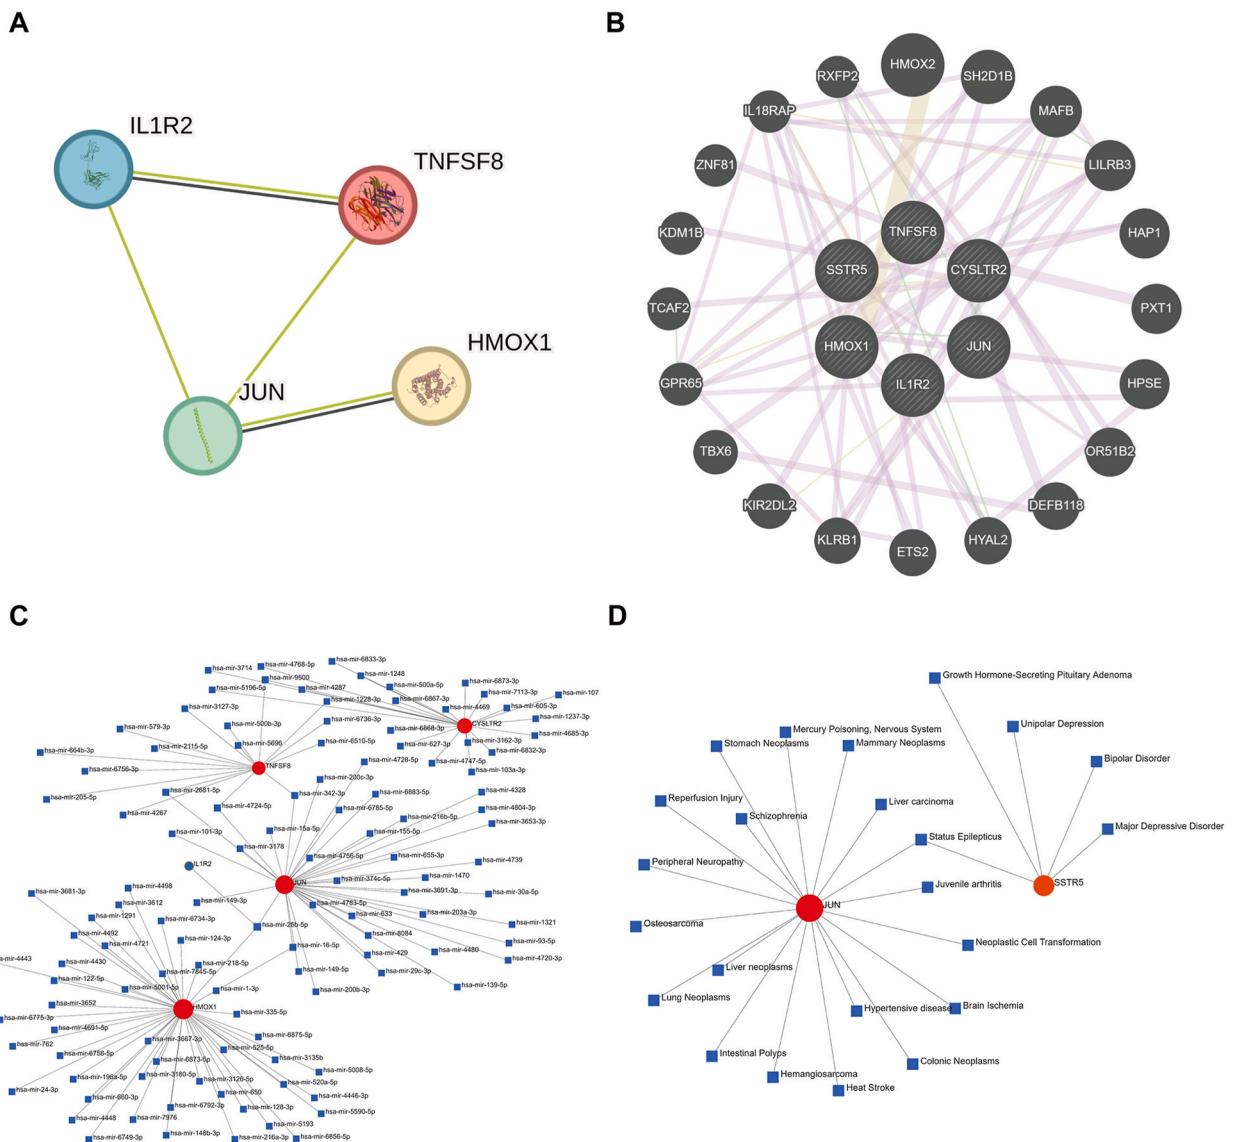 A
IL1R2
TNFSF8
JUN
HMOX1
B
HMOX2
RXFP2
SH2D1B
IL18RAP
MAFB
ZNF81
LILRB3
KDM1B
TNFSF8
HAP1
SSTR5
CYSLTR2
TCAF2
PXT1
HMOX1
JUN
GPR65
IL1R2
HPSE
TBX6
OR51B2
KIR2DL2
DEFB118
KLRB1
ETS2
HYAL2
C
hsa-mir-6833-3p
hsa-mir-4768-5p
hsa-mir-3714
hsa-mir-1248
hsa-mir-9500
hsa-mir-6873-3p
hsa-mir-500a-5p
hsa-mir-5196-5p
hsa-mir-4287
hsa-mir-7113-3p
hsa-mir-107
hsa-mir-1228-3p
hsa-mir-6867-3p
hsa-mir-3127-3p
hsa-mir-4469
hsa-mir-605-3p
hsa-mir-1237-3p
hsa-mir-579-3p
hsa-mir-500b-3p
hsa-mir-6736-3p
CYSLTR2
hsa-mir-6868-3p
hsa-mir-4685-3p
hsa-mir-2115-5p
hsa-mir-5696
hsa-mir-6510-5p
hsa-mir-627-3p
hsa-mir-3162-3p
hsa-mir-664b-3p
hsa-mir-6832-3p
hsa-mir-4728-5p
hsa-mir-4747-5p
hsa-mir-6756-3p
TNFSF8
hsa-mir-103a-3p
hsa-mir-200c-3p
hsa-mir-205-5p
hsa-mir-2681-5p
hsa-mir-342-3p
hsa-mir-6883-5p
hsa-mir-4328
hsa-mir-4267
hsa-mir-4724-5p
hsa-mir-6785-5p
hsa-mir-4804-3p
hsa-mir-216b-5p
hsa-mir-3653-3p
hsa-mir-101-3p
hsa-mir-15a-5p
hsa-mir-155-5p
hsa-mir-3178
hsa-mir-4756-5p
hsa-mir-655-3p
hsa-mir-4739
IL1R2
hsa-mir-374c-5p
hsa-mir-1470
JUN
hsa-mir-3681-3p
hsa-mir-4498
hsa-mir-3691-3p
hsa-mir-30a-5p
hsa-mir-3612
hsa-mir-149-3p
hsa-mir-4763-5p
hsa-mir-1291
hsa-mir-6734-3p
hsa-mir-633
hsa-mir-203a-3p
hsa-mir-26b-5p
hsa-mir-1321
hsa-mir-4492
hsa-mir-124-3p
hsa-mir-8084
hsa-mir-4721
hsa-mir-16-5p
hsa-mir-93-5p
hsa-mir-4443
hsa-mir-4430
hsa-mir-218-5p
hsa-mir-429
hsa-mir-4480
hsa-mir-4720-3p
hsa-mir-7845-5p
hsa-mir-149-5p
hsa-mir-29c-3p
hsa-mir-122-5p
hsa-mir-5001-5p
hsa-mir-1-3p
hsa-mir-200b-3p
hsa-mir-139-5p
hsa-mir-3652
HMOX1
hsa-mir-335-5p
hsa-mir-6775-3p
hsa-mir-4691-5p
hsa-mir-6875-5p
hsa-mir-762
hsa-mir-3667-3p
hsa-mir-525-5p
hsa-mir-6758-5p
hsa-mir-6873-5p
hsa-mir-3135b
hsa-mir-196a-5p
hsa-mir-3180-5p
hsa-mir-3126-5p
hsa-mir-5008-5p
hsa-mir-520a-5p
hsa-mir-24-3p
hsa-mir-660-3p
hsa-mir-650
hsa-mir-4446-3p
hsa-mir-6792-3p
hsa-mir-128-3p
hsa-mir-5590-5p
hsa-mir-4448
hsa-mir-7976
hsa-mir-5193
hsa-mir-6749-3p
hsa-mir-148b-3p
hsa-mir-216a-3p
hsa-mir-6856-5p
D
Growth Hormone-Secreting Pituitary Adenoma
Unipolar Depression
Mercury Poisoning, Nervous System
Stomach Neoplasms
Mammary Neoplasms
Bipolar Disorder
Reperfusion Injury
Liver carcinoma
Schizophrenia
Major Depressive Disorder
Status Epilepticus
Peripheral Neuropathy
Juvenile arthritis
SSTR5
JUN
Osteosarcoma
Neoplastic Cell Transformation
Liver neoplasms
Lung Neoplasms
Hypertensive disease
Brain Ischemia
Intestinal Polyps
Colonic Neoplasms
Hemangiosarcoma
Heat Stroke